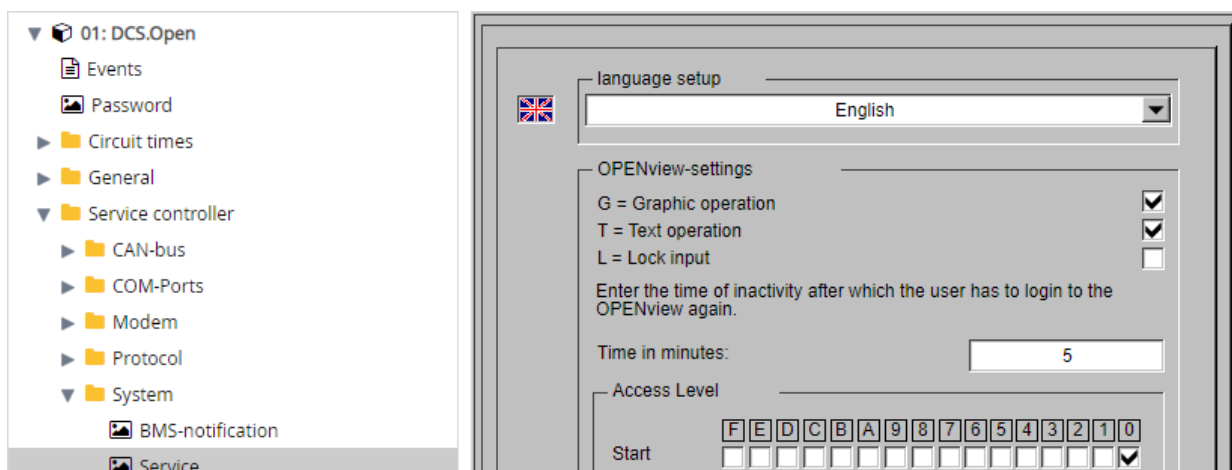 01: DCS.Open
Events
Password
Circuit times
General
Service controller
CAN-bus
COM-Ports
Modem
Protocol
System
BMS-notification
Service
language setup
English
OPENview-settings
G = Graphic operation
T = Text operation
L = Lock input
Enter the time of inactivity after which the user has to login to the
OPENview again.
Time in minutes: 5
Access Level
F E D C B A 9 8 7 6 5 4 3 2 1 0
Start